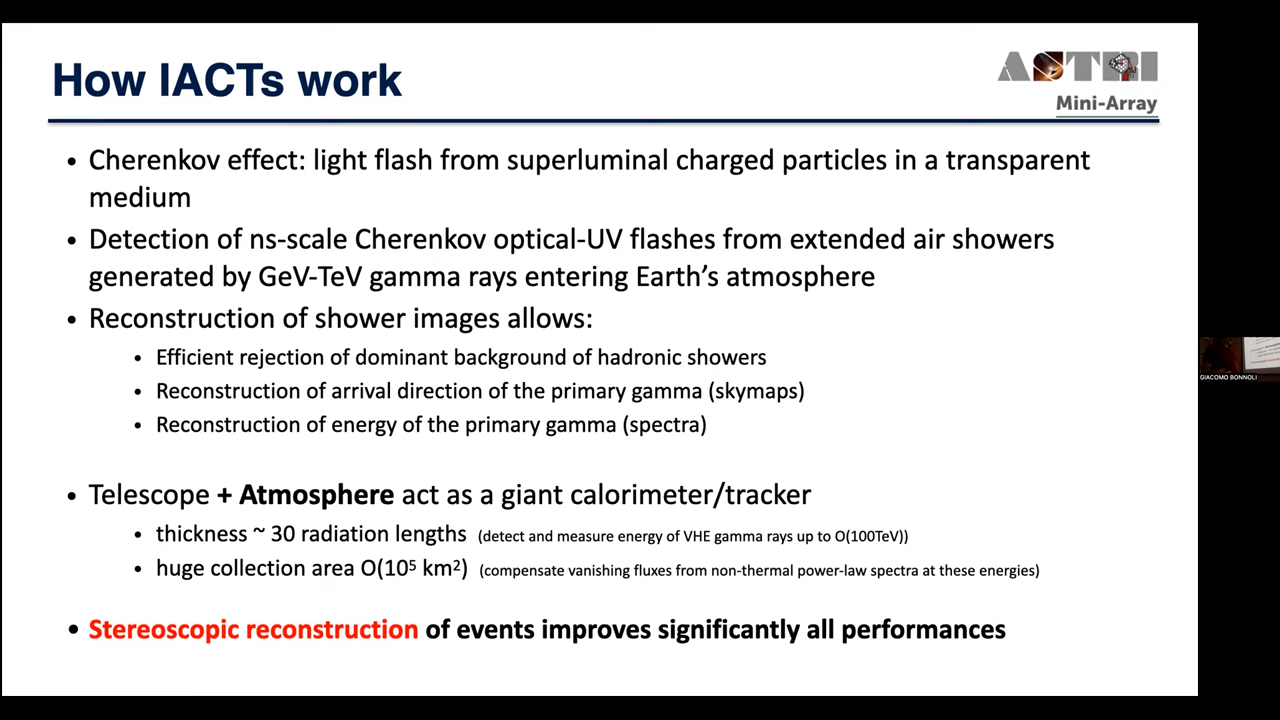 How IACTs work
ASTRI
Mini-Array
• Cherenkov effect: light flash from superluminal charged particles in a transparent
medium
• Detection of ns-scale Cherenkov optical-UV flashes from extended air showers
generated by GeV-TeV gamma rays entering Earth’s atmosphere
• Reconstruction of shower images allows:
• Efficient rejection of dominant background of hadronic showers
• Reconstruction of arrival direction of the primary gamma (skymaps)
• Reconstruction of energy of the primary gamma (spectra)
• Telescope + Atmosphere act as a giant calorimeter/tracker
• thickness ~ 30 radiation lengths (detect and measure energy of VHE gamma rays up to O(100TeV))
• huge collection area O(10⁵ km²) (compensate vanishing fluxes from non-thermal power-law spectra at these energies)
• Stereoscopic reconstruction of events improves significantly all performances
GIACOMO BONNOLI